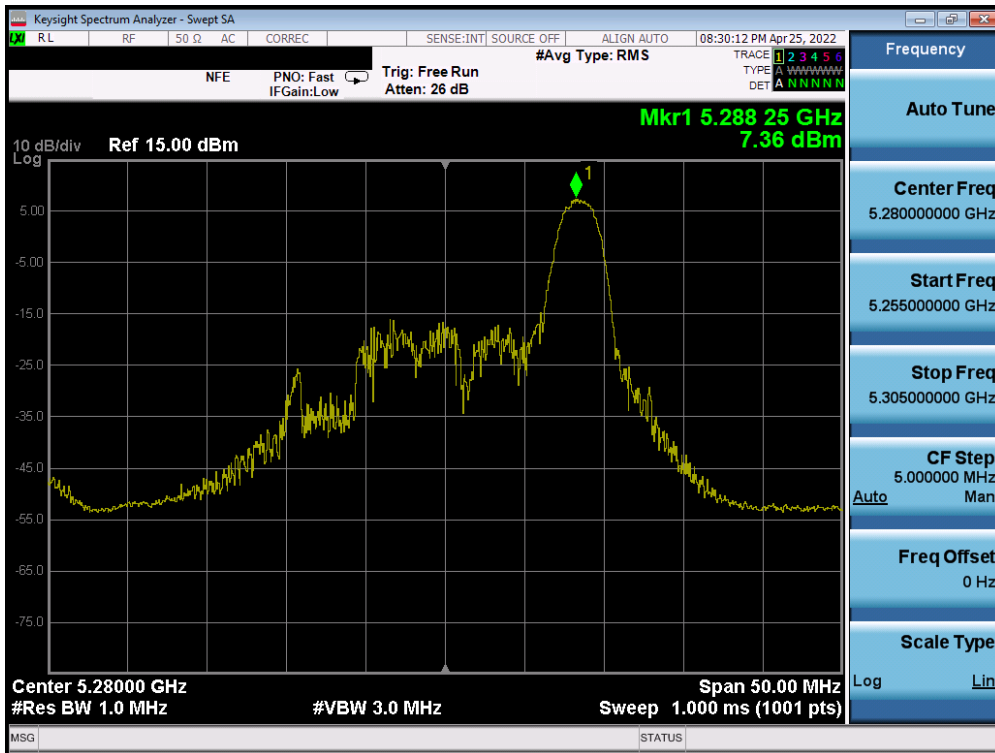 Keysight Spectrum Analyzer - Swept SA
LXI RL RF 50 Ω AC CORREC SENSE:INT SOURCE OFF ALIGN AUTO 08:30:12 PM Apr 25, 2022
#Avg Type: RMS
TRACE 1 2 3 4 5 6
TYPE A WWWWW
DET A N N N N N
NFE PNO: Fast Trig: Free Run
IFGain:Low Atten: 26 dB
Mkr1 5.288 25 GHz
7.36 dBm
10 dB/div Ref 15.00 dBm
Log
1
5.00
-5.00
-15.0
-25.0
-35.0
-45.0
-55.0
-65.0
-75.0
Center 5.28000 GHz Span 50.00 MHz
#Res BW 1.0 MHz #VBW 3.0 MHz Sweep 1.000 ms (1001 pts)
MSG STATUS
Frequency
Auto Tune
Center Freq
5.280000000 GHz
Start Freq
5.255000000 GHz
Stop Freq
5.305000000 GHz
CF Step
5.000000 MHz
Auto Man
Freq Offset
0 Hz
Scale Type
Log Lin